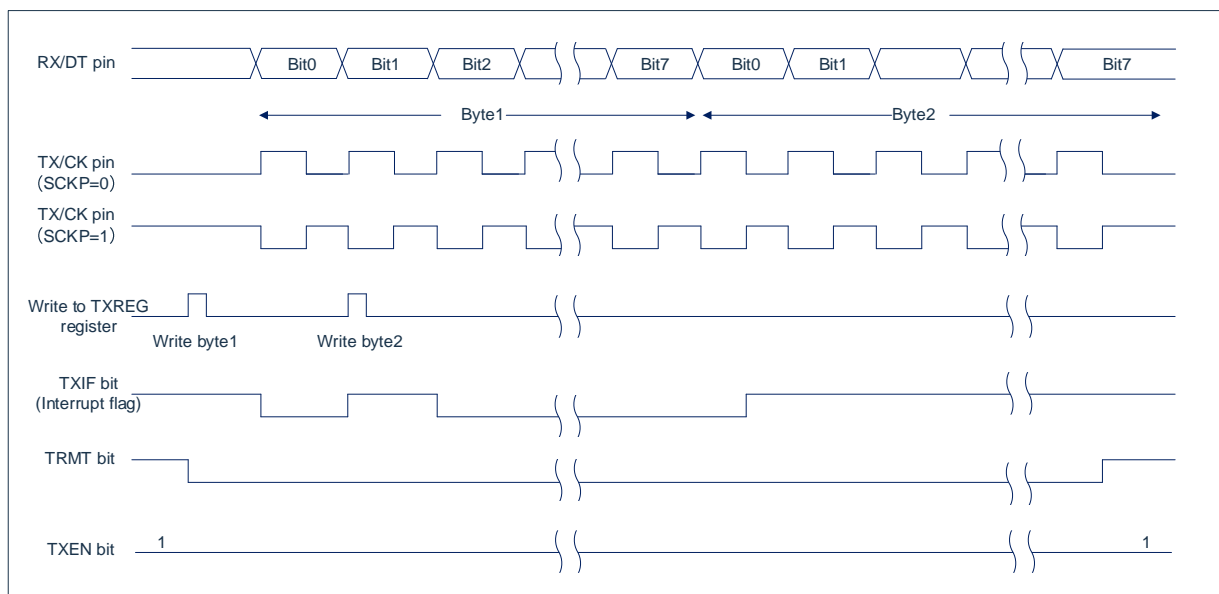 RX/DT pin
Bit0 Bit1 Bit2 Bit7 Bit0 Bit1 Bit7
Byte1 Byte2
TX/CK pin
（SCKP=0）
TX/CK pin
（SCKP=1）
Write to TXREG
register
Write byte1 Write byte2
TXIF bit
(Interrupt flag)
TRMT bit
TXEN bit 1 1